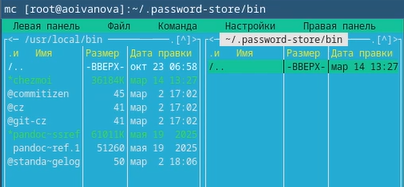 mc [root@aoivanova]:~/.password-store/bin
Левая панель Файл Команда Настройки Правая панель
<─ /usr/local/bin .[^]> <─ ~/.password-store/bin .[^]>
.и Имя Размер Дата правки .и Имя Размер Дата правки
/.. -ВВЕРХ- окт 23 06:58 /.. -ВВЕРХ- мар 14 13:27
*chezmoi 36184K мар 14 13:27
@commitizen 45 мар 2 17:02
@cz 41 мар 2 17:02
@git-cz 41 мар 2 17:02
*pandoc~ssref мая 19 2025
pandoc~ref.1 51260 мая 19 2025
@standa~gelog 50 мар 2 18:06